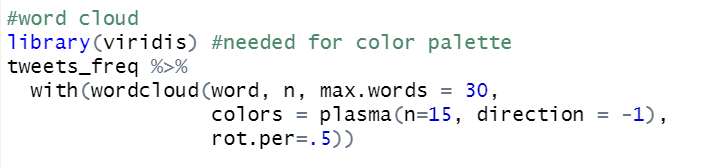 #word cloud
library(viridis) #needed for color palette
tweets_freq %>%
  with(wordcloud(word, n, max.words = 30,
                 colors = plasma(n=15, direction = -1),
                 rot.per=.5))